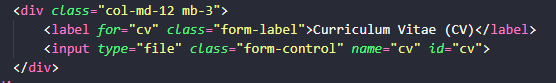 <div class="col-md-12 mb-3">
<label for="cv" class="form-label">Curriculum Vitae (CV)</label>
<input type="file" class="form-control" name="cv" id="cv">
</div>